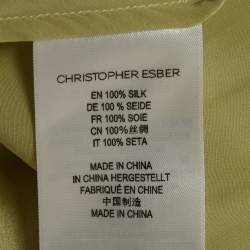 CHRISTOPHER ESBER
EN 100% SILK
DE 100 % SEIDE
FR 100% SOIE
CN 100%丝绸
IT 100% SETA
MADE IN CHINA
IN CHINA HERGESTELLT
FABRIQUÉ EN CHINE
中国制造
MADE IN CHINA